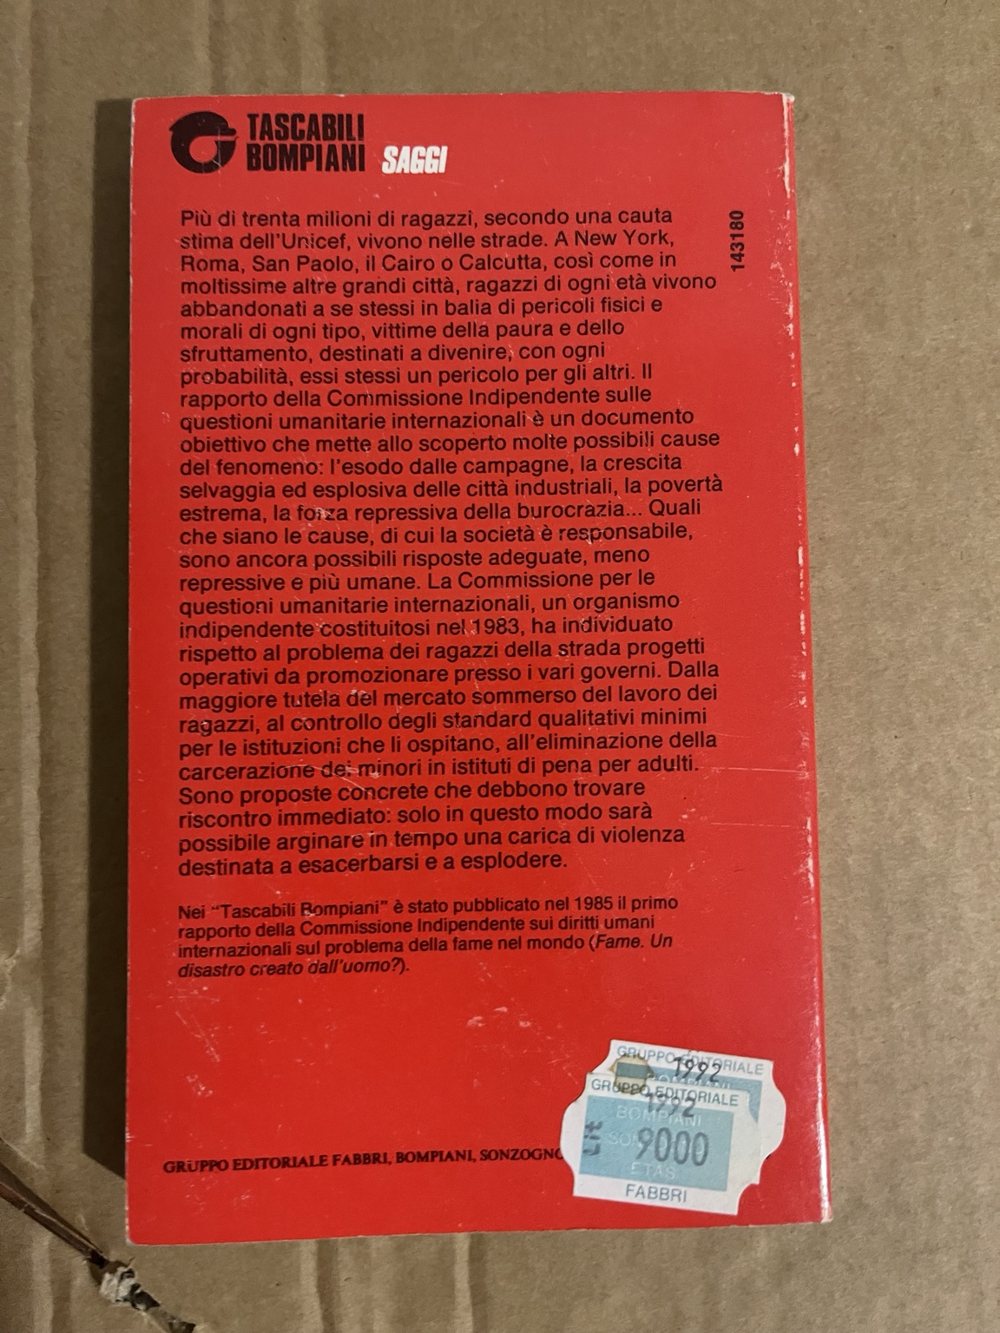 TASCABILI
BOMPIANI SAGGI
143180
Più di trenta milioni di ragazzi, secondo una cauta
stima dell'Unicef, vivono nelle strade. A New York,
Roma, San Paolo, il Cairo o Calcutta, così come in
moltissime altre grandi città, ragazzi di ogni età vivono
abbandonati a se stessi in balia di pericoli fisici e
morali di ogni tipo, vittime della paura e dello
sfruttamento, destinati a divenire, con ogni
probabilità, essi stessi un pericolo per gli altri. Il
rapporto della Commissione Indipendente sulle
questioni umanitarie internazionali è un documento
obiettivo che mette allo scoperto molte possibili cause
del fenomeno: l'esodo dalle campagne, la crescita
selvaggia ed esplosiva delle città industriali, la povertà
estrema, la forza repressiva della burocrazia... Quali
che siano le cause, di cui la società è responsabile,
sono ancora possibili risposte adeguate, meno
repressive e più umane. La Commissione per le
questioni umanitarie internazionali, un organismo
indipendente costituitosi nel 1983, ha individuato
rispetto al problema dei ragazzi della strada progetti
operativi da promozionare presso i vari governi. Dalla
maggiore tutela del mercato sommerso del lavoro dei
ragazzi, al controllo degli standard qualitativi minimi
per le istituzioni che li ospitano, all'eliminazione della
carcerazione dei minori in istituti di pena per adulti.
Sono proposte concrete che debbono trovare
riscontro immediato: solo in questo modo sarà
possibile arginare in tempo una carica di violenza
destinata a esacerbarsi e a esplodere.
Nei "Tascabili Bompiani" è stato pubblicato nel 1985 il primo
rapporto della Commissione Indipendente sui diritti umani
internazionali sul problema della fame nel mondo (Fame. Un
disastro creato dall'uomo?).
GRUPPO EDITORIALE
1992
BOMPIANI
GRUPPO EDITORIALE
1992
BOMPIANI
Lit 9000
ETAS
FABBRI
GRUPPO EDITORIALE FABBRI, BOMPIANI, SONZOGNO